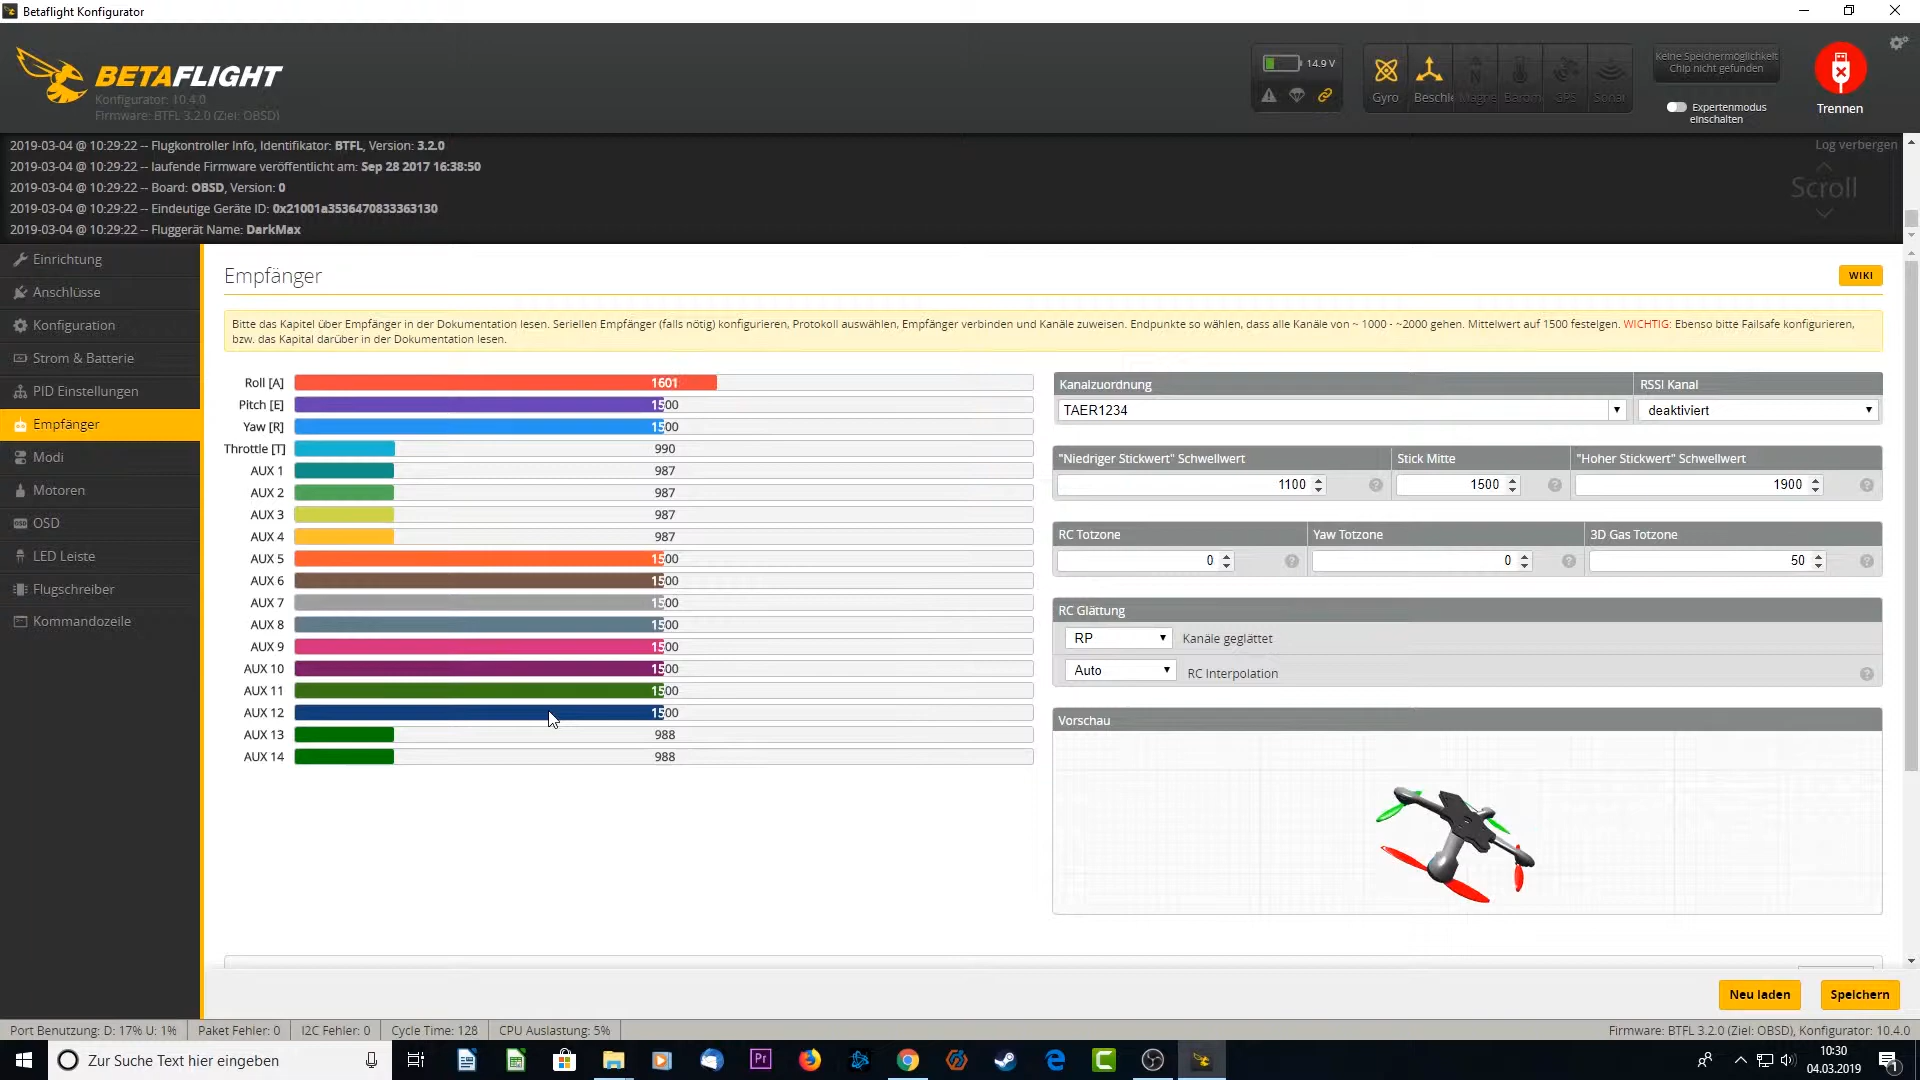 Betaflight Konfigurator
BETAFLIGHT
Konfigurator: 10.4.0
Firmware: BTFL 3.2.0 (Ziel: OBSD)
14.9 V
Gyro
Beschle
Magne
Barom
GPS
Sonar
Keine Speichermöglichkeit
Chip nicht gefunden
Expertenmodus
einschalten
Trennen
2019-03-04 @ 10:29:22 -- Flugkontroller Info, Identifikator: BTFL, Version: 3.2.0
2019-03-04 @ 10:29:22 -- laufende Firmware veröffentlicht am: Sep 28 2017 16:38:50
2019-03-04 @ 10:29:22 -- Board: OBSD, Version: 0
2019-03-04 @ 10:29:22 -- Eindeutige Geräte ID: 0x21001a3536470833363130
2019-03-04 @ 10:29:22 -- Fluggerät Name: DarkMax
Log verbergen
Scroll
Einrichtung
Anschlüsse
Konfiguration
Strom & Batterie
PID Einstellungen
Empfänger
Modi
Motoren
OSD
LED Leiste
Flugschreiber
Kommandozeile
Empfänger
WIKI
Bitte das Kapitel über Empfänger in der Dokumentation lesen. Seriellen Empfänger (falls nötig) konfigurieren, Protokoll auswählen, Empfänger verbinden und Kanäle zuweisen. Endpunkte so wählen, dass alle Kanäle von ~ 1000 - ~2000 gehen. Mittelwert auf 1500 festelgen. WICHTIG: Ebenso bitte Failsafe konfigurieren,
bzw. das Kapital darüber in der Dokumentation lesen.
Roll [A] 1601
Pitch [E] 1500
Yaw [R] 1500
Throttle [T] 990
AUX 1 987
AUX 2 987
AUX 3 987
AUX 4 987
AUX 5 1500
AUX 6 1500
AUX 7 1500
AUX 8 1500
AUX 9 1500
AUX 10 1500
AUX 11 1500
AUX 12 1500
AUX 13 988
AUX 14 988
Kanalzuordnung RSSI Kanal
TAER1234 deaktiviert
"Niedriger Stickwert" Schwellwert Stick Mitte "Hoher Stickwert" Schwellwert
1100 1500 1900
RC Totzone Yaw Totzone 3D Gas Totzone
0 0 50
RC Glättung
RP Kanäle geglättet
Auto RC Interpolation
Vorschau
Neu laden Speichern
Port Benutzung: D: 17% U: 1% Paket Fehler: 0 I2C Fehler: 0 Cycle Time: 128 CPU Auslastung: 5% Firmware: BTFL 3.2.0 (Ziel: OBSD), Konfigurator: 10.4.0
Zur Suche Text hier eingeben
Pr
10:30
04.03.2019
1